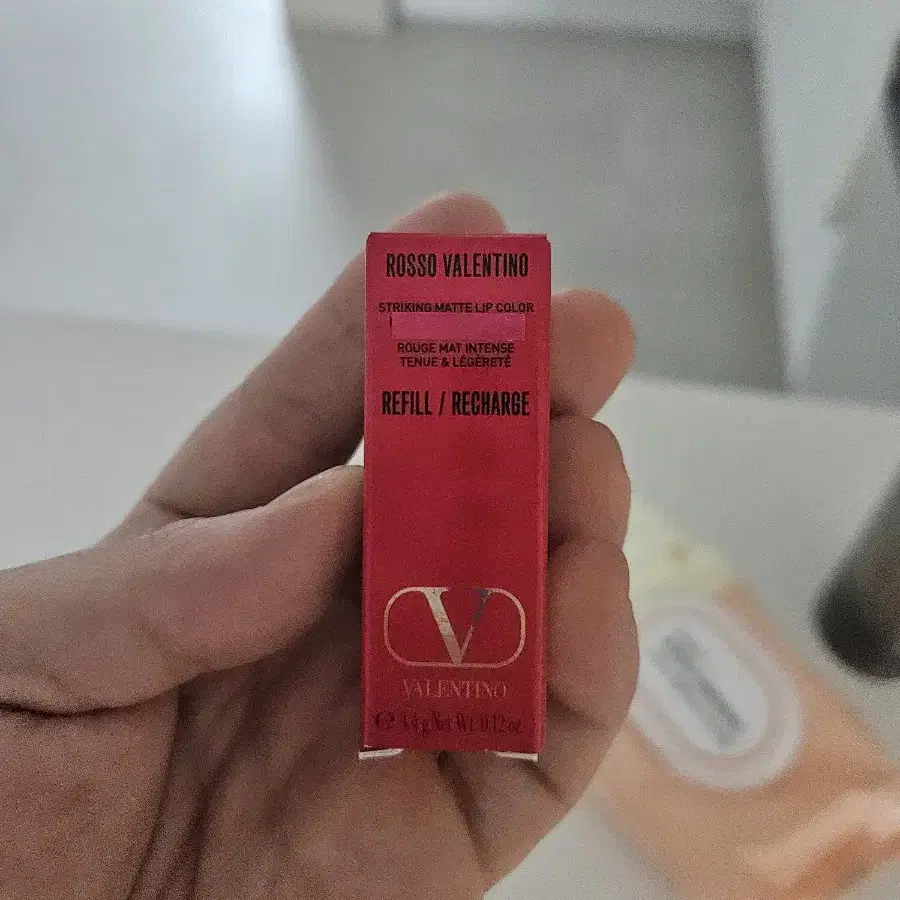 ROSSO VALENTINO
STRIKING MATTE LIP COLOR
ROUGE MAT INTENSE
TENUE & LÉGÈRETÉ
REFILL / RECHARGE
V
VALENTINO
℮ 3,4 g Net Wt. 0.12 oz